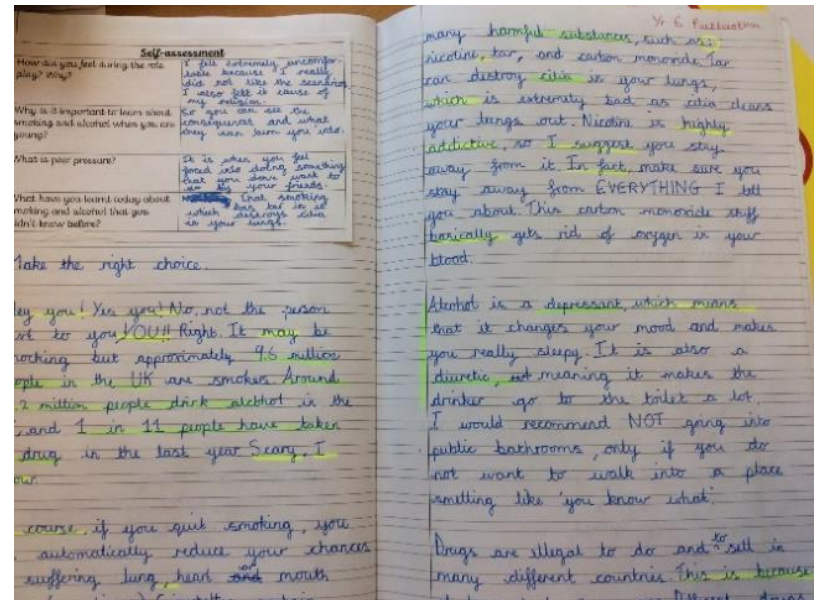 Self-assessment
How did you feel during the role
play? Why?
I felt extremely uncomfor-
table because I really
did not like the
I also felt it cause of
my religion.
Why is it important to learn about
smoking and alcohol when you are
young?
So you can see the
consequences and what
they can turn you into.
What is peer pressure?
It is when you feel
forced into doing something
that you dont want to
do by your friends.
What have you learnt today about
smoking and alcohol that you
didn't know before?
That smoking
has tar in it
which destroys cilia
in your lungs.
Make the right choice.
ey you! Yes you! No, not the person
to you YOU!! Right. It may be
ocking but approximately 9.6 million
ople in the UK are smokers. Around
2 million people drink alcohol in the
, and 1 in 11 people have taken
drug in the last year. Scary, I
ow.
course, if you quit smoking, you
automatically reduce your chances
suffering lung, heart and or mouth
Yr 6 Publication
many harmful substances, such as:
nicotine, tar, and carbon monoxide. Tar
can destroy cilia in your lungs,
which is extremely bad as cilia cleans
your lungs out. Nicotine is highly
addictive, so I suggest you stay
away from it. In fact, make sure you
stay away from EVERYTHING I tell
you about. This carbon monoxide stuff
basically gets rid of oxygen in your
blood.
Alcohol is a depressant, which means
that it changes your mood and makes
you really sleepy. It is also a
diuretic, meaning it makes the
drinker go to the toilet a lot.
I would recommend NOT going into
public bathrooms, only if you do
not want to walk into a place
smelling like 'you know what'.
Drugs are illegal to do and to sell in
many different countries. This is because
Different drugs